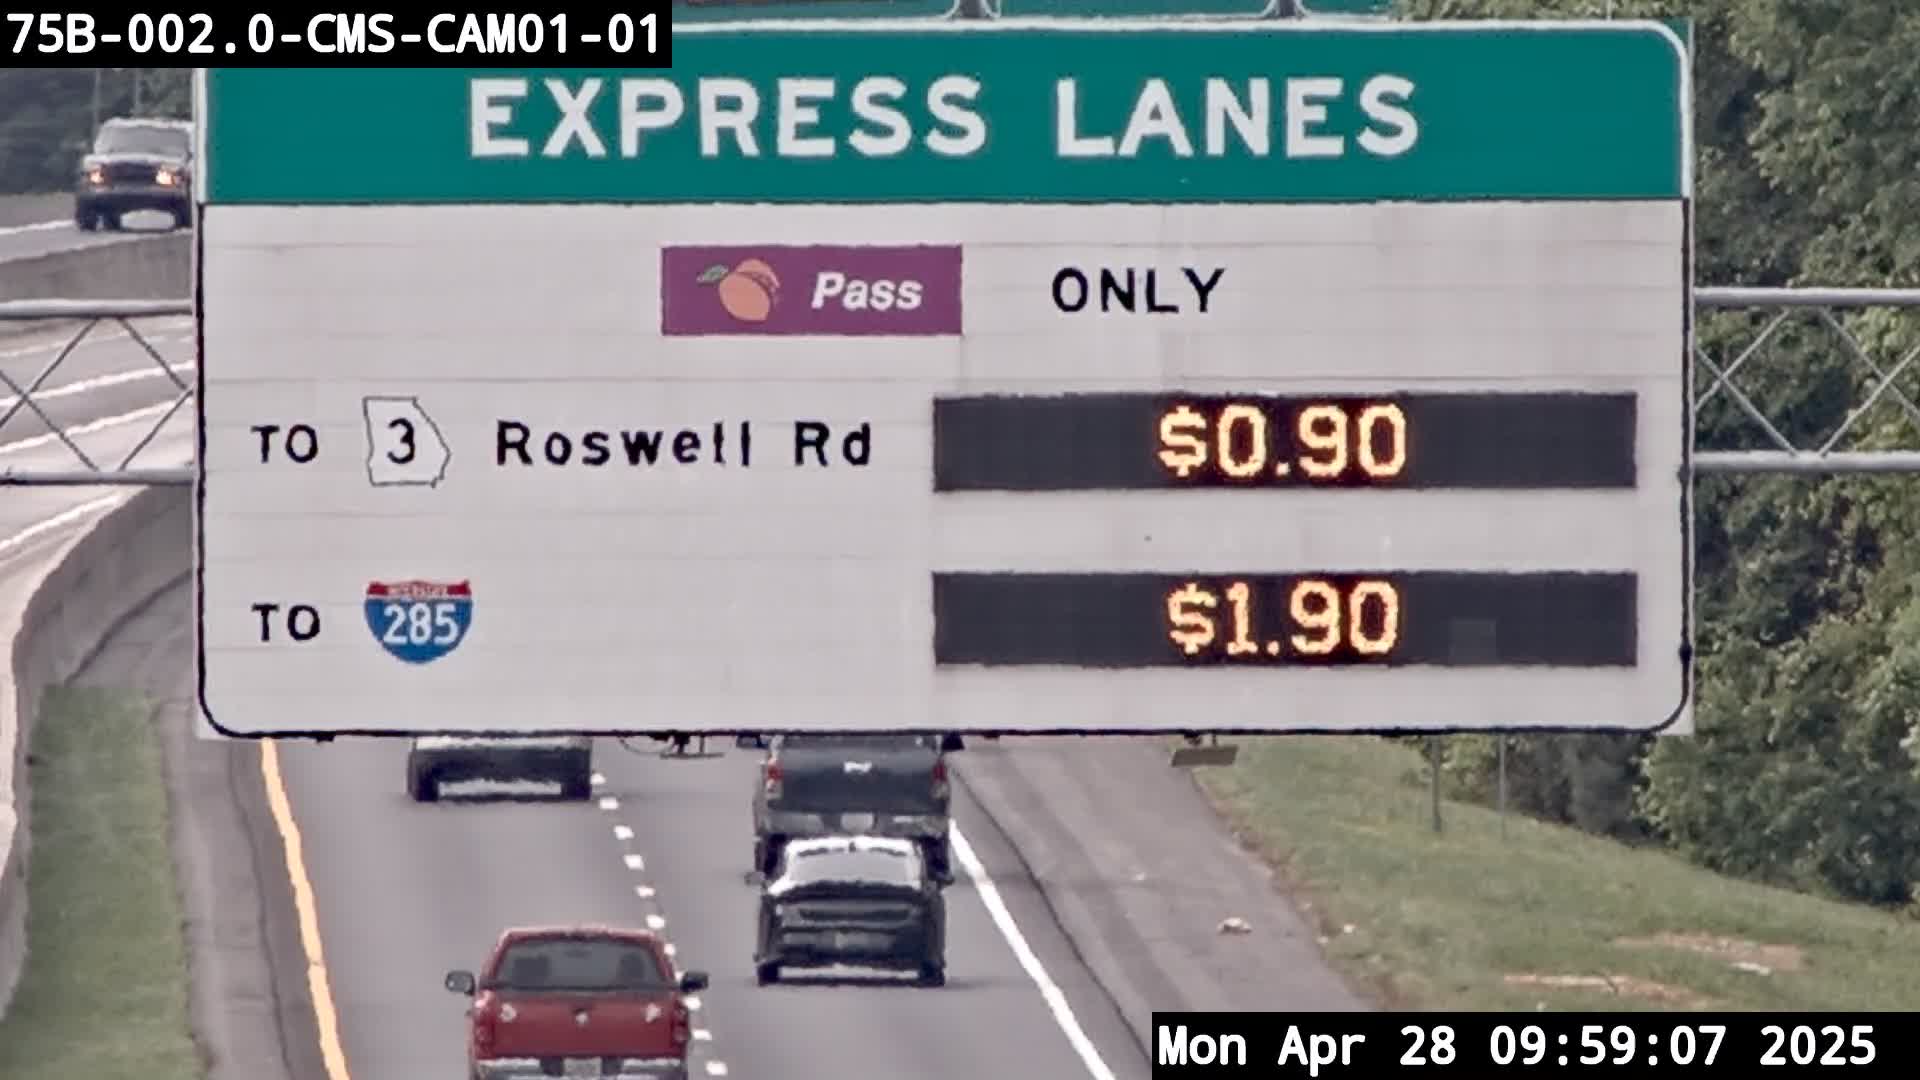 75B-002.0-CMS-CAM01-01
EXPRESS LANES
Pass ONLY
TO 3 Roswell Rd $0.90
TO INTERSTATE 285 $1.90
Mon Apr 28 09:59:07 2025